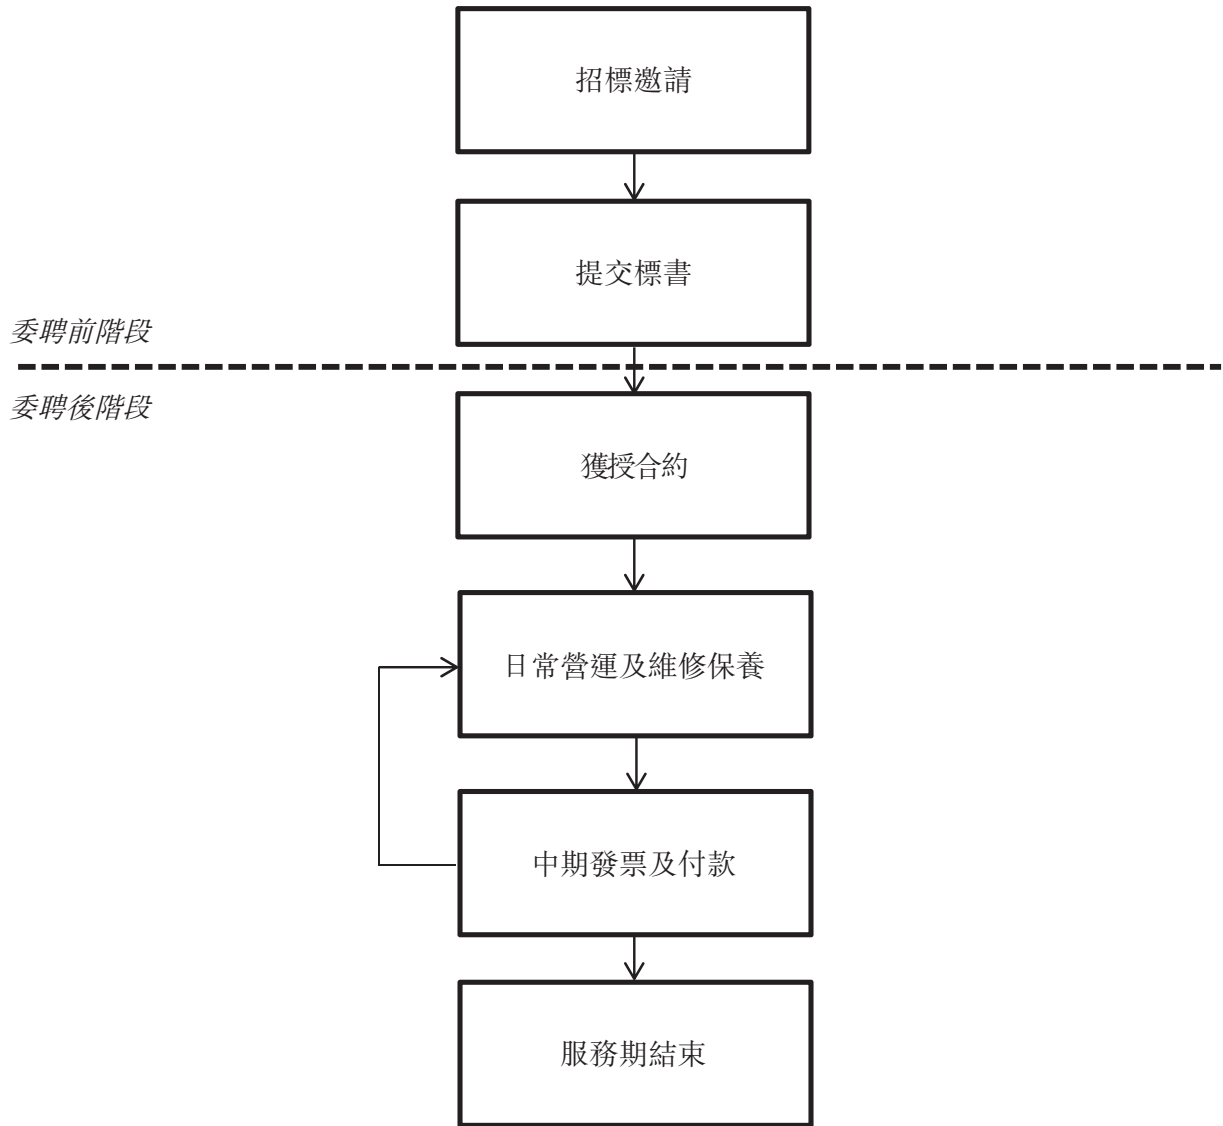 招標邀請
提交標書
委聘前階段
委聘後階段
獲授合約
日常營運及維修保養
中期發票及付款
服務期結束